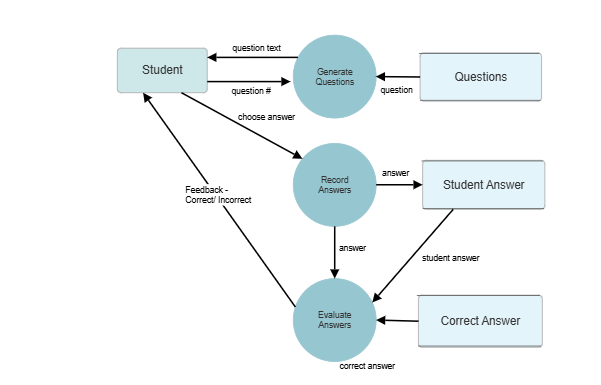 question text
Student
Generate
Questions
Questions
question #
question
choose answer
Record
Answers
answer
Student Answer
Feedback -
Correct/ Incorrect
answer
student answer
Evaluate
Answers
Correct Answer
correct answer